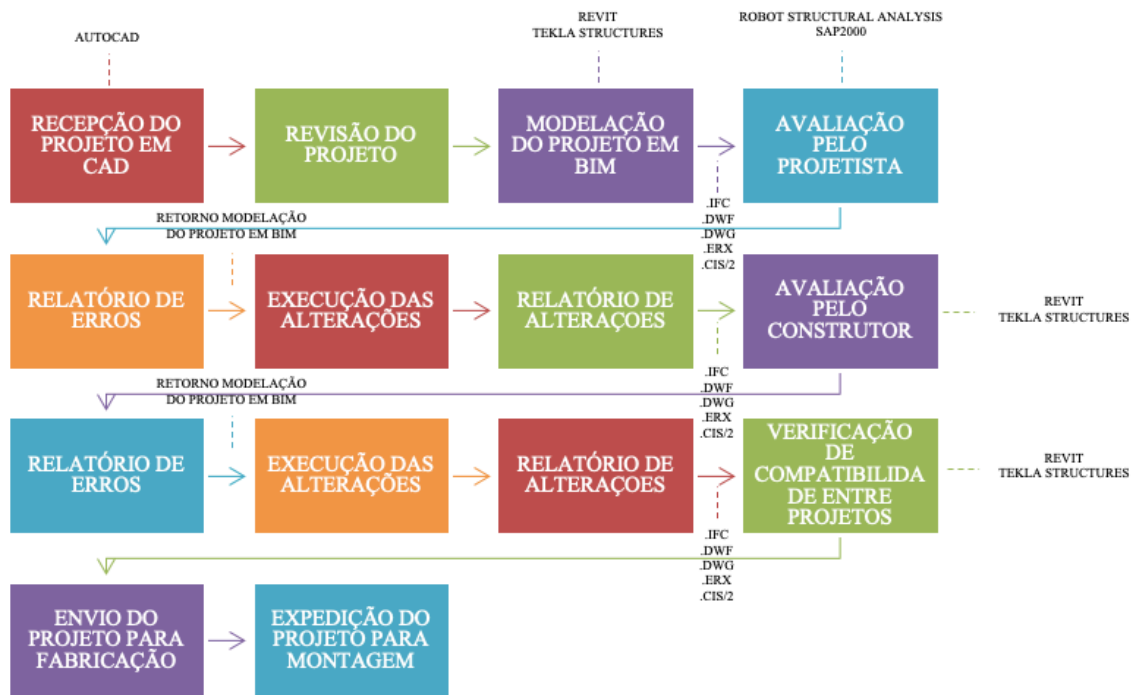 AUTOCAD
REVIT
TEKLA STRUCTURES
ROBOT STRUCTURAL ANALYSIS
SAP2000
RECEPÇÃO DO
PROJETO EM
CAD
REVISÃO DO
PROJETO
MODELAÇÃO
DO PROJETO EM
BIM
AVALIAÇÃO
PELO
PROJETISTA
.IFC
.DWF
.DWG
.ERX
.CIS/2
RETORNO MODELAÇÃO
DO PROJETO EM BIM
RELATÓRIO DE
ERROS
EXECUÇÃO DAS
ALTERAÇÕES
RELATÓRIO DE
ALTERAÇOES
AVALIAÇÃO
PELO
CONSTRUTOR
REVIT
TEKLA STRUCTURES
.IFC
.DWF
.DWG
.ERX
.CIS/2
RETORNO MODELAÇÃO
DO PROJETO EM BIM
RELATÓRIO DE
ERROS
EXECUÇÃO DAS
ALTERAÇÕES
RELATÓRIO DE
ALTERAÇOES
VERIFICAÇÃO
DE
COMPATIBILIDA
DE ENTRE
PROJETOS
REVIT
TEKLA STRUCTURES
.IFC
.DWF
.DWG
.ERX
.CIS/2
ENVIO DO
PROJETO PARA
FABRICAÇÃO
EXPEDIÇÃO DO
PROJETO PARA
MONTAGEM